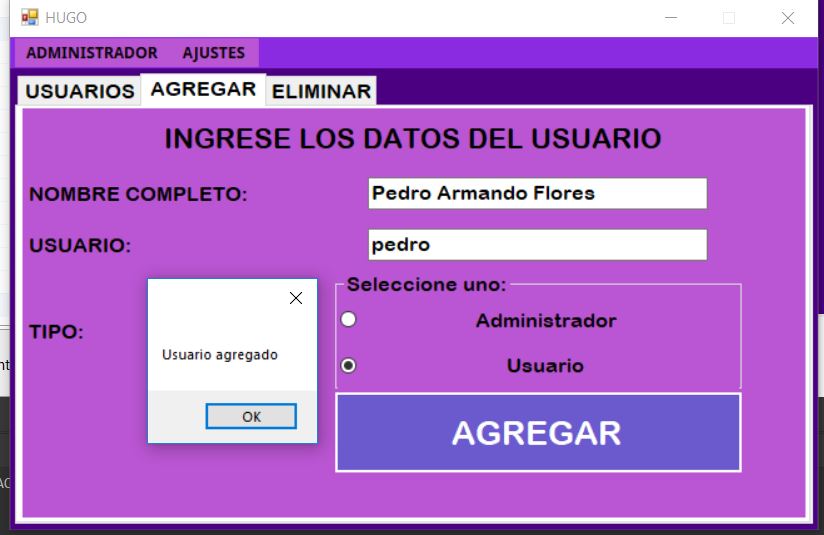 HUGO
ADMINISTRADOR AJUSTES
USUARIOS AGREGAR ELIMINAR
INGRESE LOS DATOS DEL USUARIO
NOMBRE COMPLETO: Pedro Armando Flores
USUARIO: pedro
Seleccione uno:
TIPO:
Administrador
Usuario
Usuario agregado
OK
AGREGAR